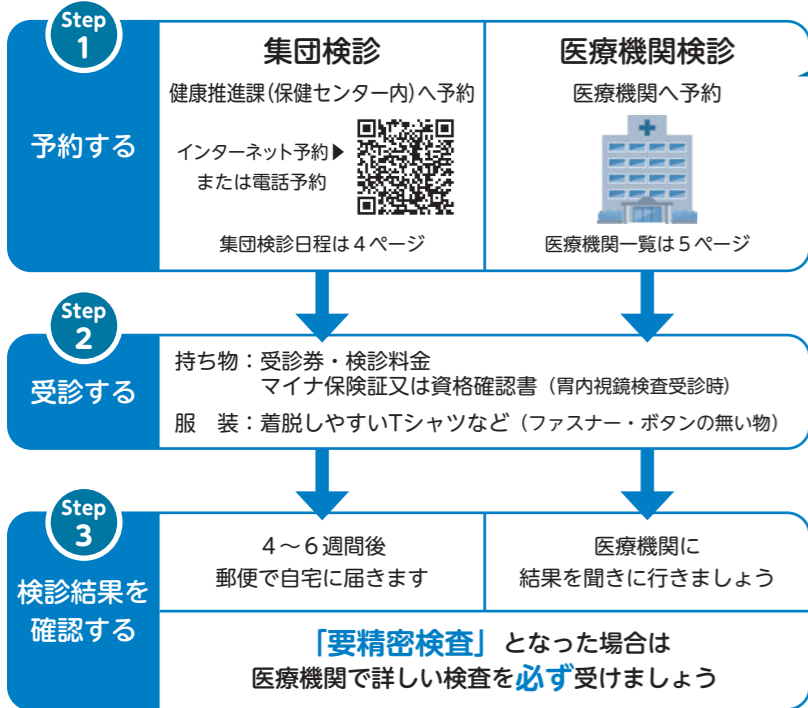 Step
1
予約する
集団検診
健康推進課(保健センター内)へ予約
インターネット予約▶
または電話予約
集団検診日程は４ページ
医療機関検診
医療機関へ予約
医療機関一覧は５ページ
Step
2
受診する
持ち物：受診券・検診料金
マイナ保険証又は資格確認書（胃内視鏡検査受診時）
服　装：着脱しやすいTシャツなど（ファスナー・ボタンの無い物）
Step
3
検診結果を
確認する
４～６週間後
郵便で自宅に届きます
医療機関に
結果を聞きに行きましょう
「要精密検査」となった場合は
医療機関で詳しい検査を必ず受けましょう